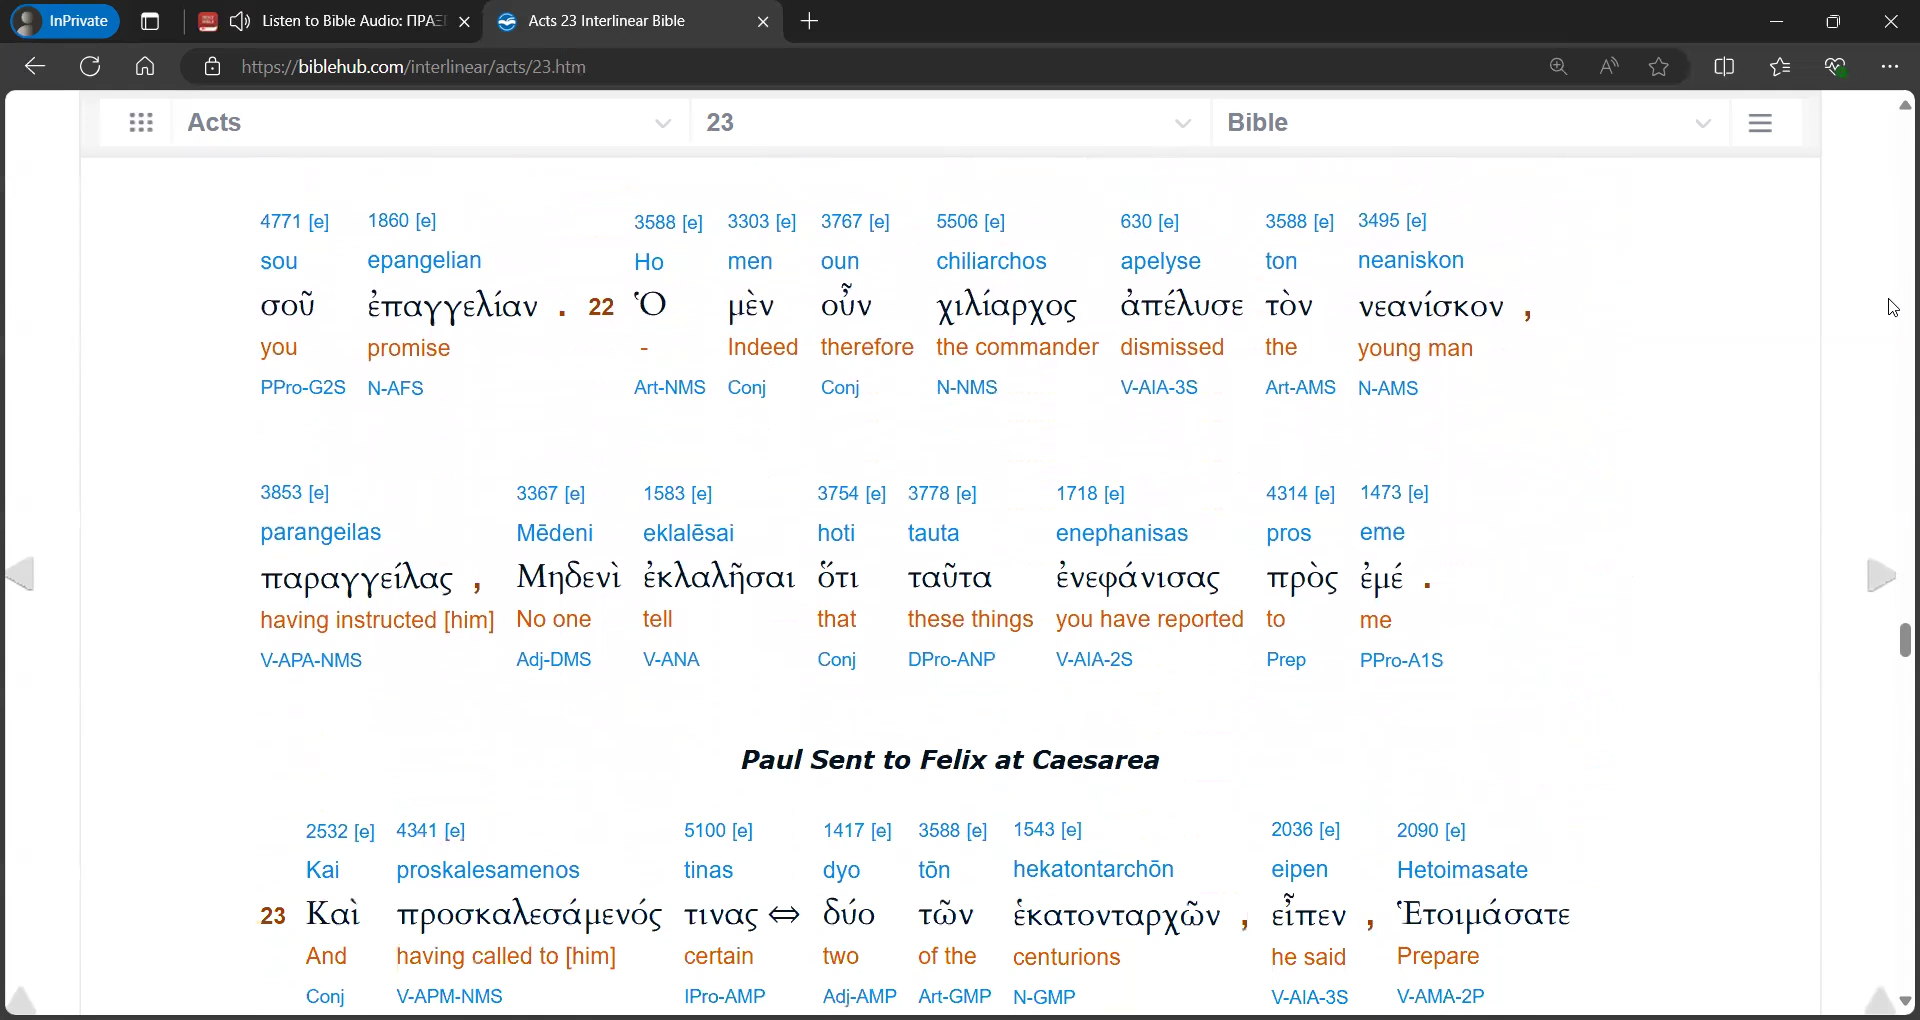 InPrivate
Listen to Bible Audio: ΠΡΑΞ
Acts 23 Interlinear Bible
https://biblehub.com/interlinear/acts/23.htm
Acts 23 Bible
4771 [e] 1860 [e] 3588 [e] 3303 [e] 3767 [e] 5506 [e] 630 [e] 3588 [e] 3495 [e]
sou epangelian Ho men oun chiliarchos apelyse ton neaniskon
σοῦ ἐπαγγελίαν . 22 Ὁ μὲν οὖν χιλίαρχος ἀπέλυσε τὸν νεανίσκον ,
you promise - Indeed therefore the commander dismissed the young man
PPro-G2S N-AFS Art-NMS Conj Conj N-NMS V-AIA-3S Art-AMS N-AMS
3853 [e] 3367 [e] 1583 [e] 3754 [e] 3778 [e] 1718 [e] 4314 [e] 1473 [e]
parangeilas Mēdeni eklalēsai hoti tauta enephanisas pros eme
παραγγείλας , Μηδενὶ ἐκλαλῆσαι ὅτι ταῦτα ἐνεφάνισας πρὸς ἐμέ .
having instructed [him] No one tell that these things you have reported to me
V-APA-NMS Adj-DMS V-ANA Conj DPro-ANP V-AIA-2S Prep PPro-A1S
Paul Sent to Felix at Caesarea
2532 [e] 4341 [e] 5100 [e] 1417 [e] 3588 [e] 1543 [e] 2036 [e] 2090 [e]
Kai proskalesamenos tinas dyo tōn hekatontarchōn eipen Hetoimasate
23 Καὶ προσκαλεσάμενός τινας ⇔ δύο τῶν ἑκατονταρχῶν , εἶπεν , Ἑτοιμάσατε
And having called to [him] certain two of the centurions he said Prepare
Conj V-APM-NMS IPro-AMP Adj-AMP Art-GMP N-GMP V-AIA-3S V-AMA-2P